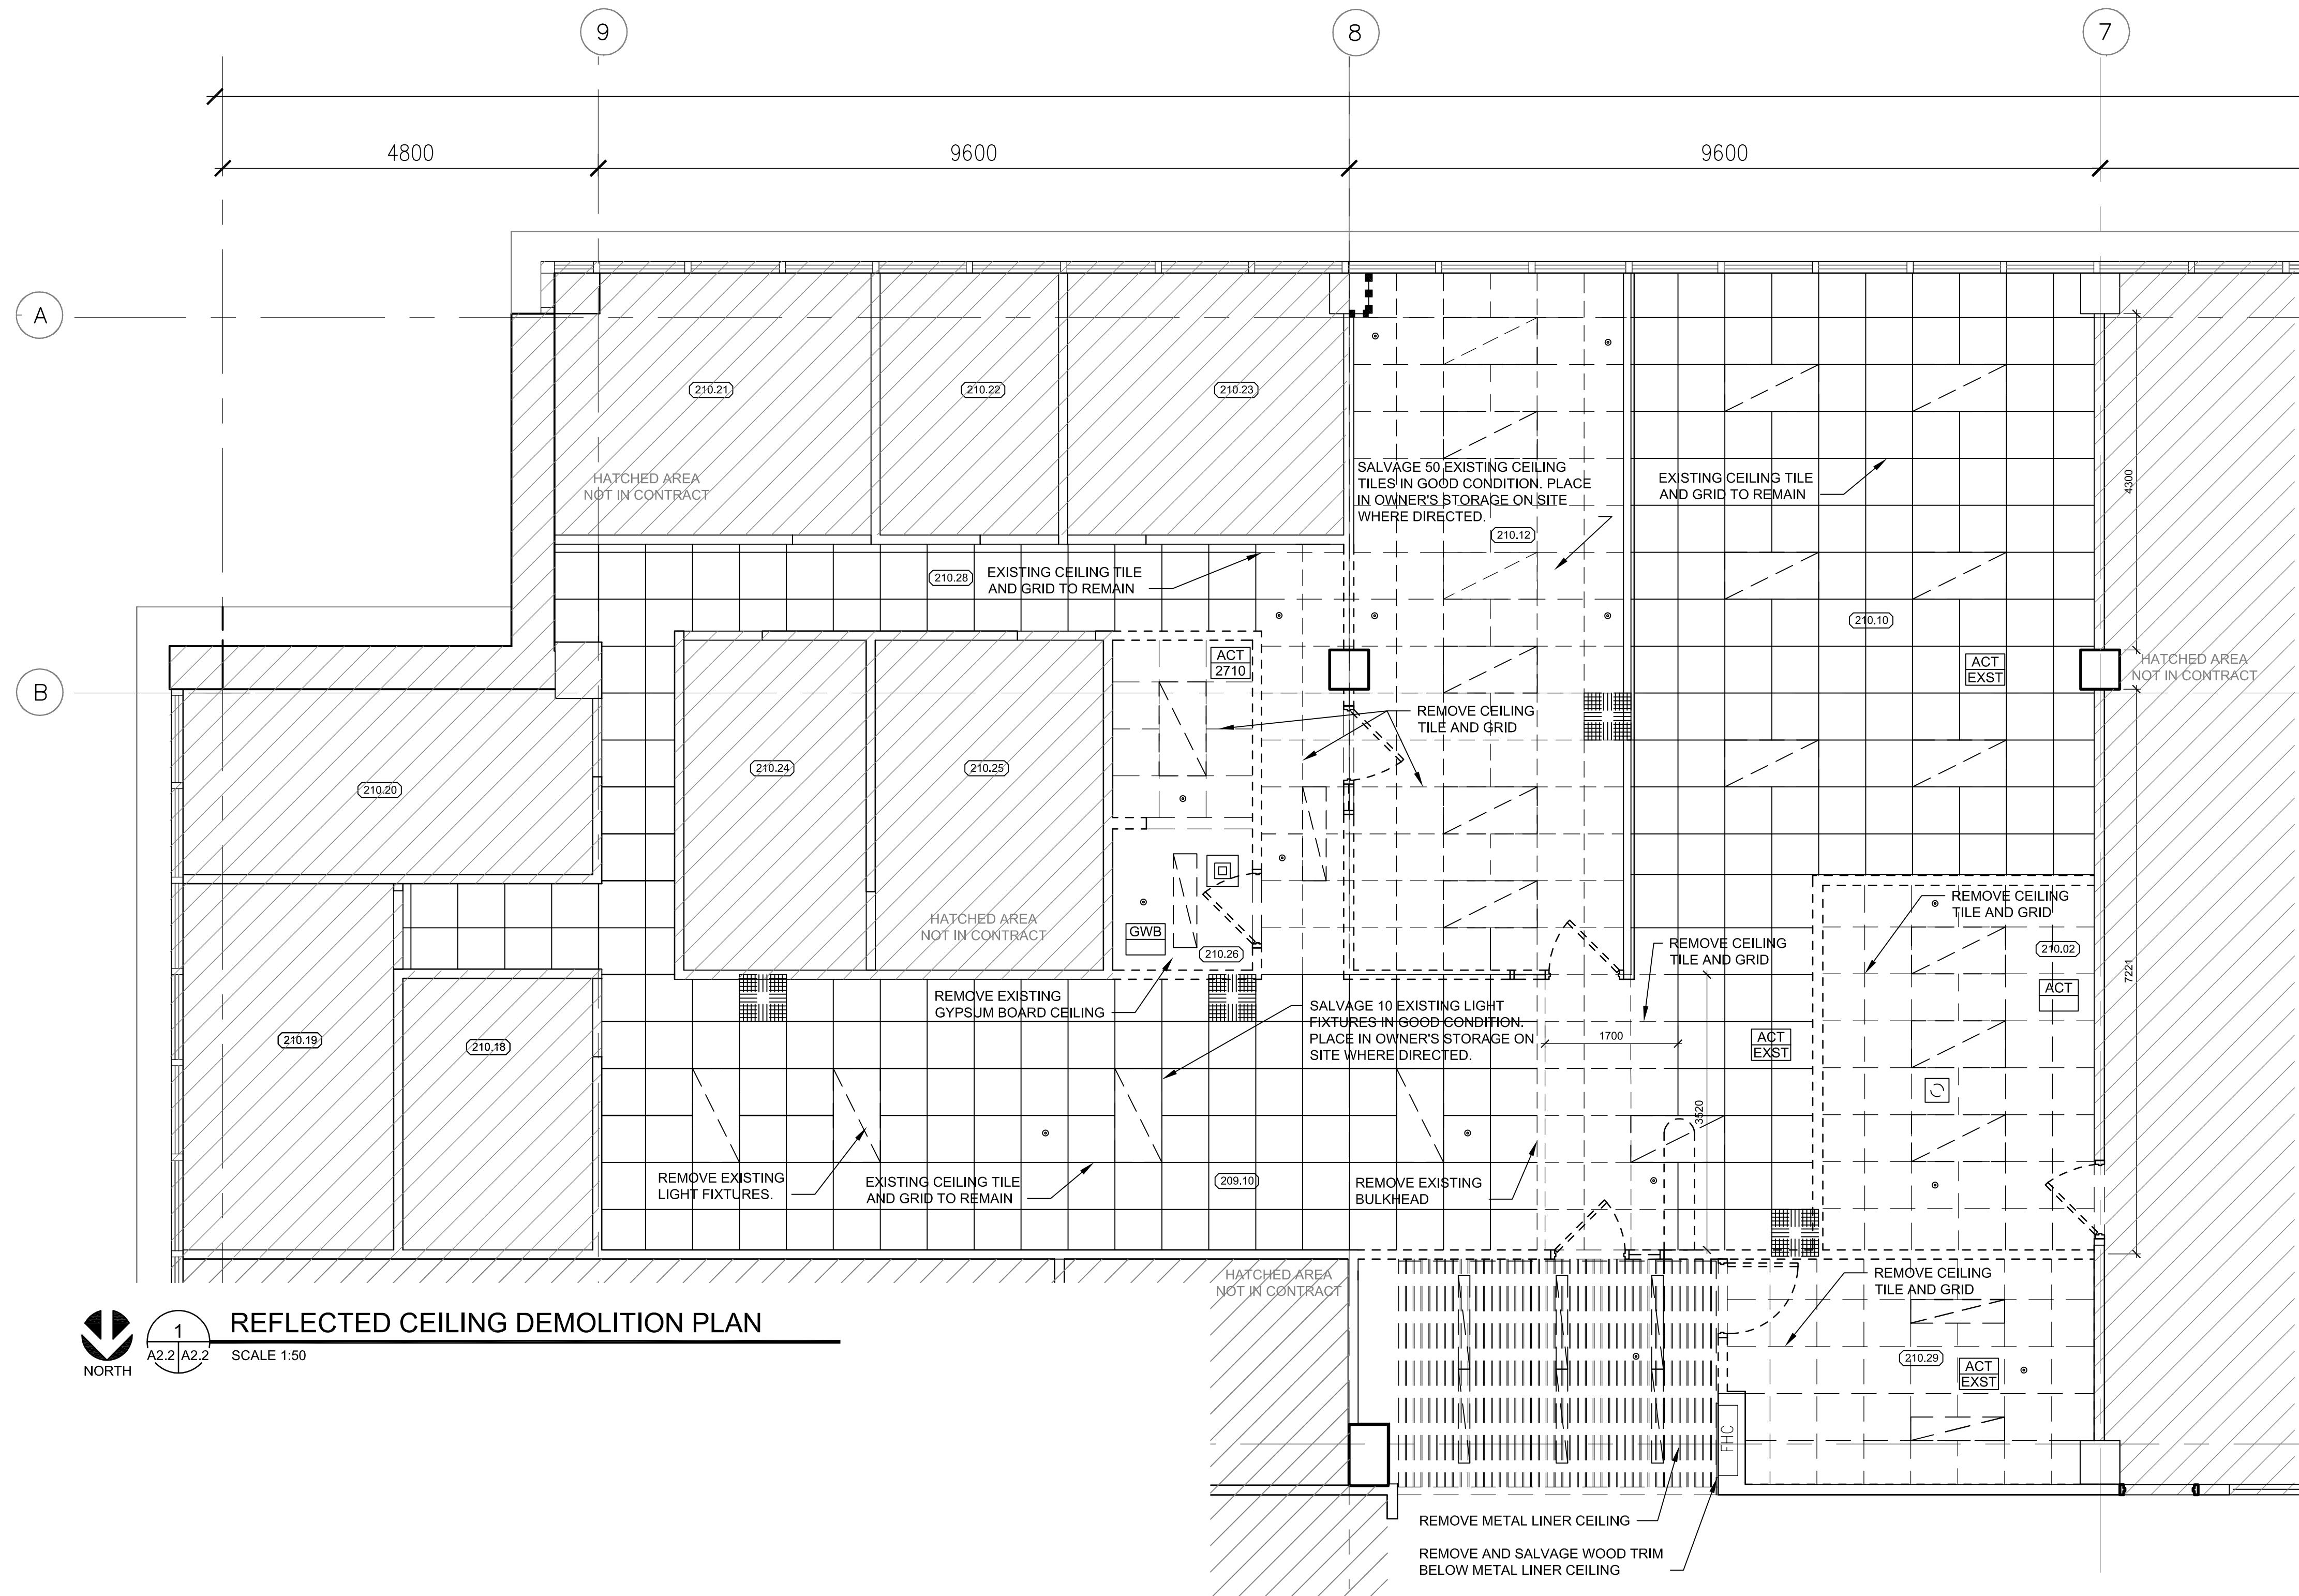 9
8
7
4800
9600
9600
A
B
210.21
210.22
210.23
HATCHED AREA
NOT IN CONTRACT
SALVAGE 50 EXISTING CEILING
TILES IN GOOD CONDITION. PLACE
IN OWNER'S STORAGE ON SITE
WHERE DIRECTED.
210.12
EXISTING CEILING TILE
AND GRID TO REMAIN
4300
210.28
EXISTING CEILING TILE
AND GRID TO REMAIN
210.10
ACT
2710
ACT
EXST
HATCHED AREA
NOT IN CONTRACT
REMOVE CEILING
TILE AND GRID
210.20
210.24
210.25
HATCHED AREA
NOT IN CONTRACT
GWB
210.26
REMOVE CEILING
TILE AND GRID
REMOVE CEILING
TILE AND GRID
210.02
ACT
7221
210.19
210.18
REMOVE EXISTING
GYPSUM BOARD CEILING
SALVAGE 10 EXISTING LIGHT
FIXTURES IN GOOD CONDITION.
PLACE IN OWNER'S STORAGE ON
SITE WHERE DIRECTED.
1700
ACT
EXST
3520
REMOVE EXISTING
LIGHT FIXTURES.
EXISTING CEILING TILE
AND GRID TO REMAIN
209.10
REMOVE EXISTING
BULKHEAD
HATCHED AREA
NOT IN CONTRACT
REMOVE CEILING
TILE AND GRID
210.29
ACT
EXST
FHC
NORTH
1
A2.2 A2.2
REFLECTED CEILING DEMOLITION PLAN
SCALE 1:50
REMOVE METAL LINER CEILING
REMOVE AND SALVAGE WOOD TRIM
BELOW METAL LINER CEILING